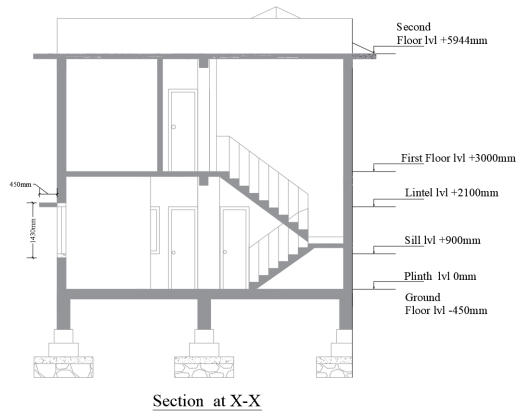 Second
Floor lvl +5944mm
First Floor lvl +3000mm
450mm
Lintel lvl +2100mm
1430mm
Sill lvl +900mm
Plinth lvl 0mm
Ground
Floor lvl -450mm
Section at X-X